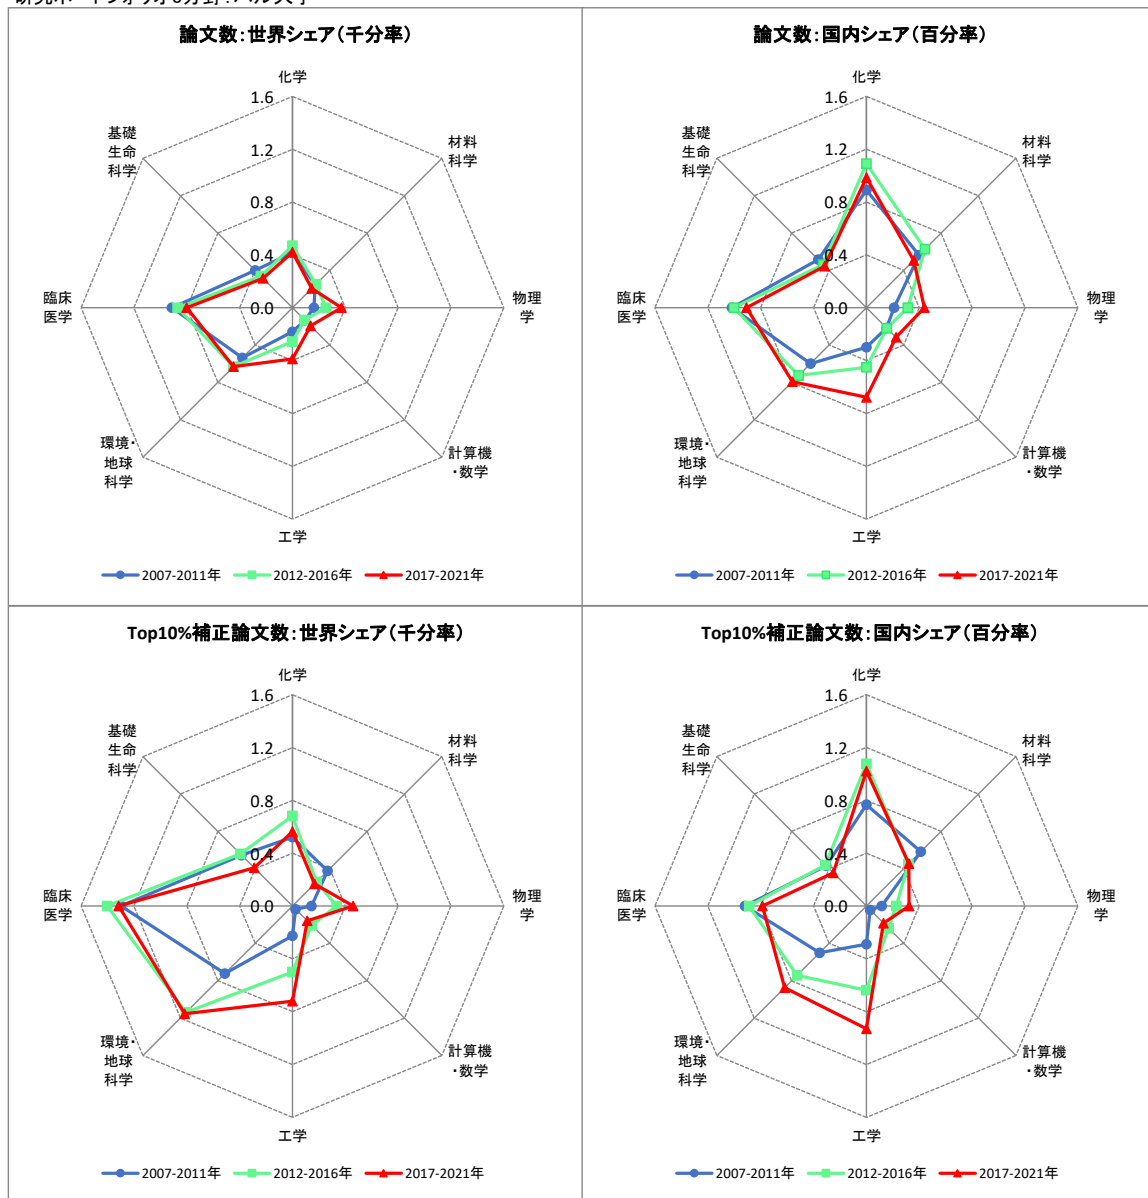 論文数：世界シェア（千分率）
化学
1.6
1.2
0.8
0.4
0.0
材料
科学
物理
学
計算機
・数学
工学
環境・
地球
科学
臨床
医学
基礎
生命
科学
2007-2011年
2012-2016年
2017-2021年
論文数：国内シェア（百分率）
化学
1.6
1.2
0.8
0.4
0.0
材料
科学
物理
学
計算機
・数学
工学
環境・
地球
科学
臨床
医学
基礎
生命
科学
2007-2011年
2012-2016年
2017-2021年
Top10%補正論文数：世界シェア（千分率）
化学
1.6
1.2
0.8
0.4
0.0
材料
科学
物理
学
計算機
・数学
工学
環境・
地球
科学
臨床
医学
基礎
生命
科学
2007-2011年
2012-2016年
2017-2021年
Top10%補正論文数：国内シェア（百分率）
化学
1.6
1.2
0.8
0.4
0.0
材料
科学
物理
学
計算機
・数学
工学
環境・
地球
科学
臨床
医学
基礎
生命
科学
2007-2011年
2012-2016年
2017-2021年